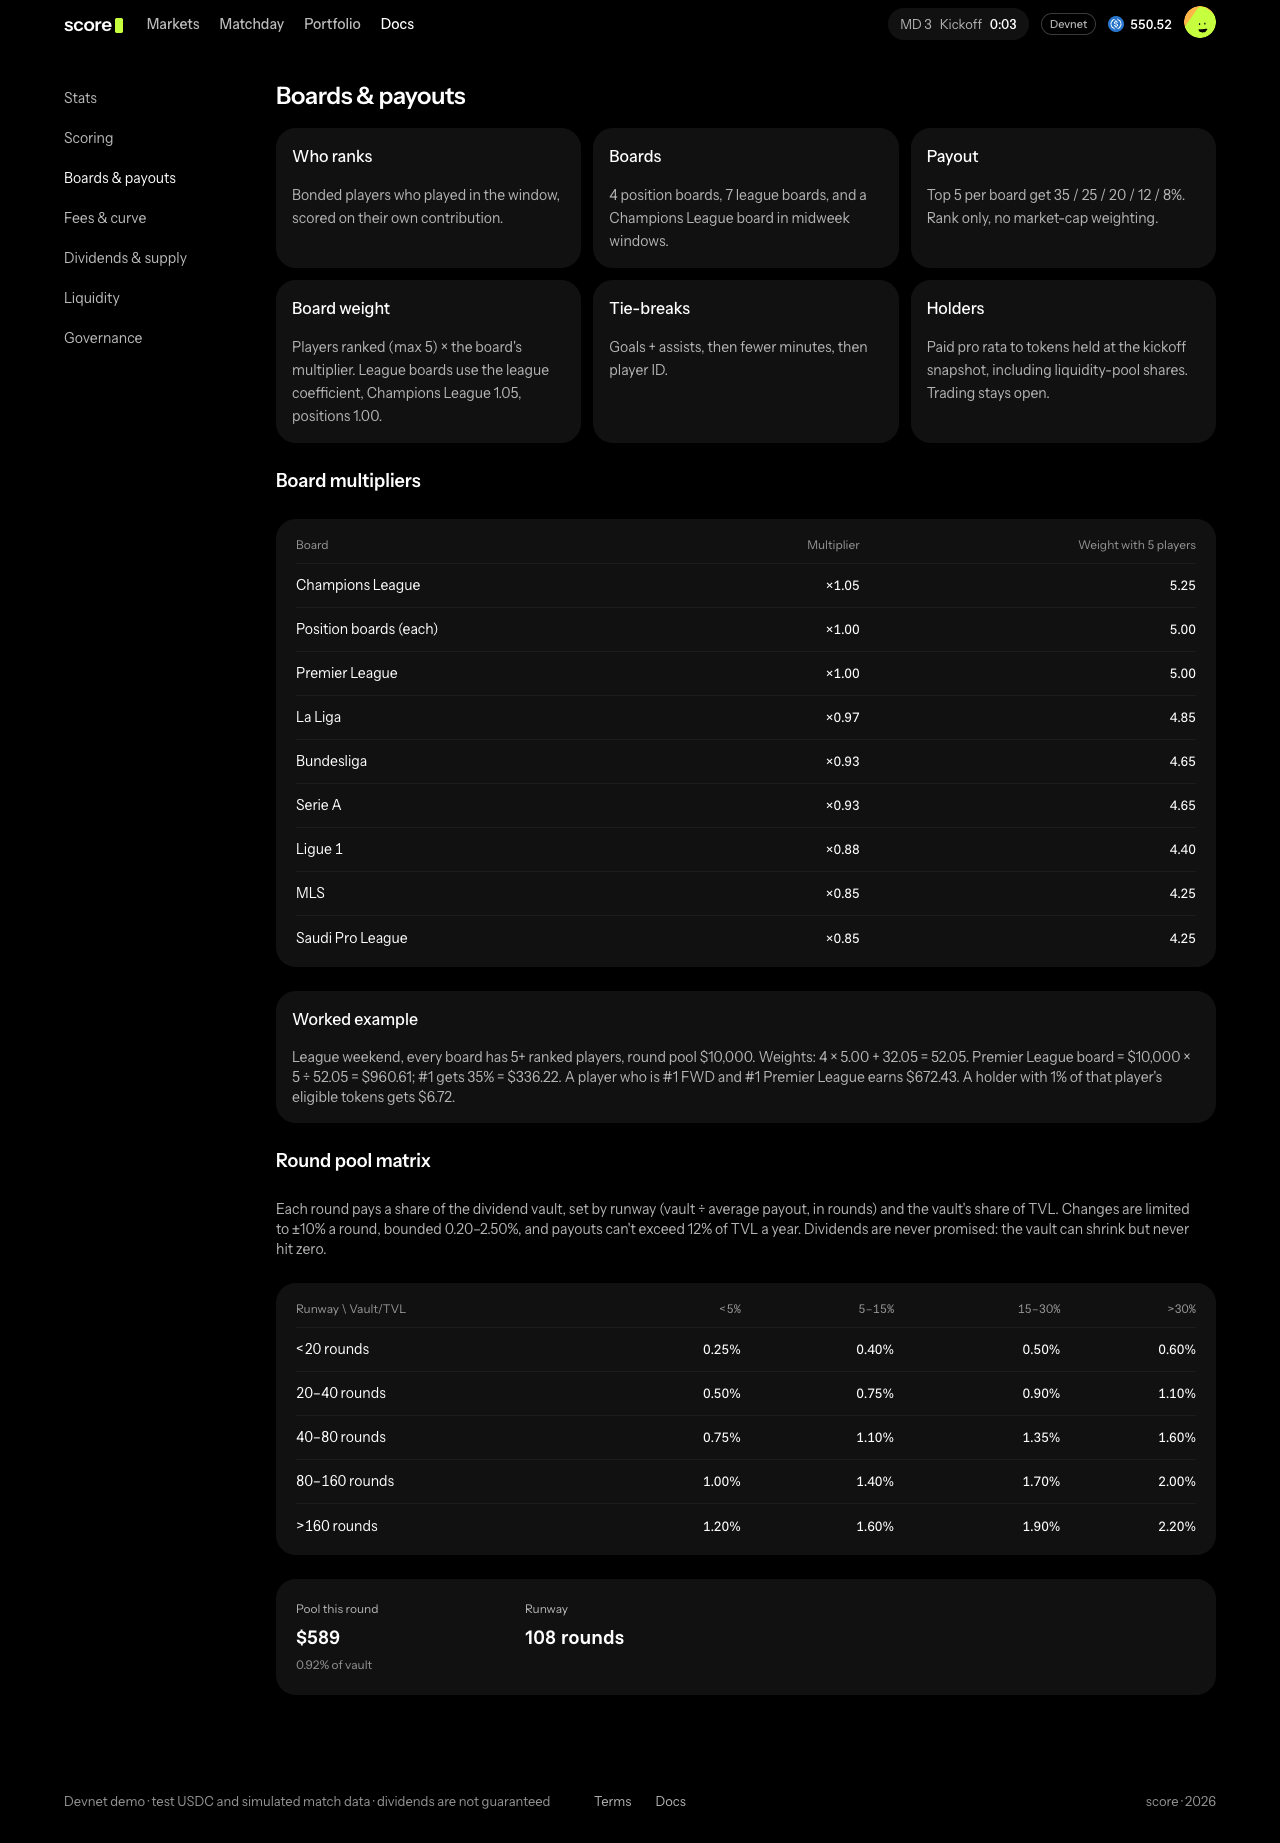 score
Markets
Matchday
Portfolio
Docs
MD 3 Kickoff 0:03
Devnet
550.52
Stats
Scoring
Boards & payouts
Fees & curve
Dividends & supply
Liquidity
Governance
Boards & payouts
Who ranks
Bonded players who played in the window,
scored on their own contribution.
Boards
4 position boards, 7 league boards, and a
Champions League board in midweek
windows.
Payout
Top 5 per board get 35 / 25 / 20 / 12 / 8%.
Rank only, no market-cap weighting.
Board weight
Players ranked (max 5) × the board's
multiplier. League boards use the league
coefficient, Champions League 1.05,
positions 1.00.
Tie-breaks
Goals + assists, then fewer minutes, then
player ID.
Holders
Paid pro rata to tokens held at the kickoff
snapshot, including liquidity-pool shares.
Trading stays open.
Board multipliers
Board Multiplier Weight with 5 players
Champions League ×1.05 5.25
Position boards (each) ×1.00 5.00
Premier League ×1.00 5.00
La Liga ×0.97 4.85
Bundesliga ×0.93 4.65
Serie A ×0.93 4.65
Ligue 1 ×0.88 4.40
MLS ×0.85 4.25
Saudi Pro League ×0.85 4.25
Worked example
League weekend, every board has 5+ ranked players, round pool $10,000. Weights: 4 × 5.00 + 32.05 = 52.05. Premier League board = $10,000 ×
5 ÷ 52.05 = $960.61; #1 gets 35% = $336.22. A player who is #1 FWD and #1 Premier League earns $672.43. A holder with 1% of that player's
eligible tokens gets $6.72.
Round pool matrix
Each round pays a share of the dividend vault, set by runway (vault ÷ average payout, in rounds) and the vault's share of TVL. Changes are limited
to ±10% a round, bounded 0.20–2.50%, and payouts can't exceed 12% of TVL a year. Dividends are never promised: the vault can shrink but never
hit zero.
Runway \ Vault/TVL <5% 5–15% 15–30% >30%
<20 rounds 0.25% 0.40% 0.50% 0.60%
20–40 rounds 0.50% 0.75% 0.90% 1.10%
40–80 rounds 0.75% 1.10% 1.35% 1.60%
80–160 rounds 1.00% 1.40% 1.70% 2.00%
>160 rounds 1.20% 1.60% 1.90% 2.20%
Pool this round
$589
0.92% of vault
Runway
108 rounds
Devnet demo · test USDC and simulated match data · dividends are not guaranteed
Terms
Docs
score · 2026